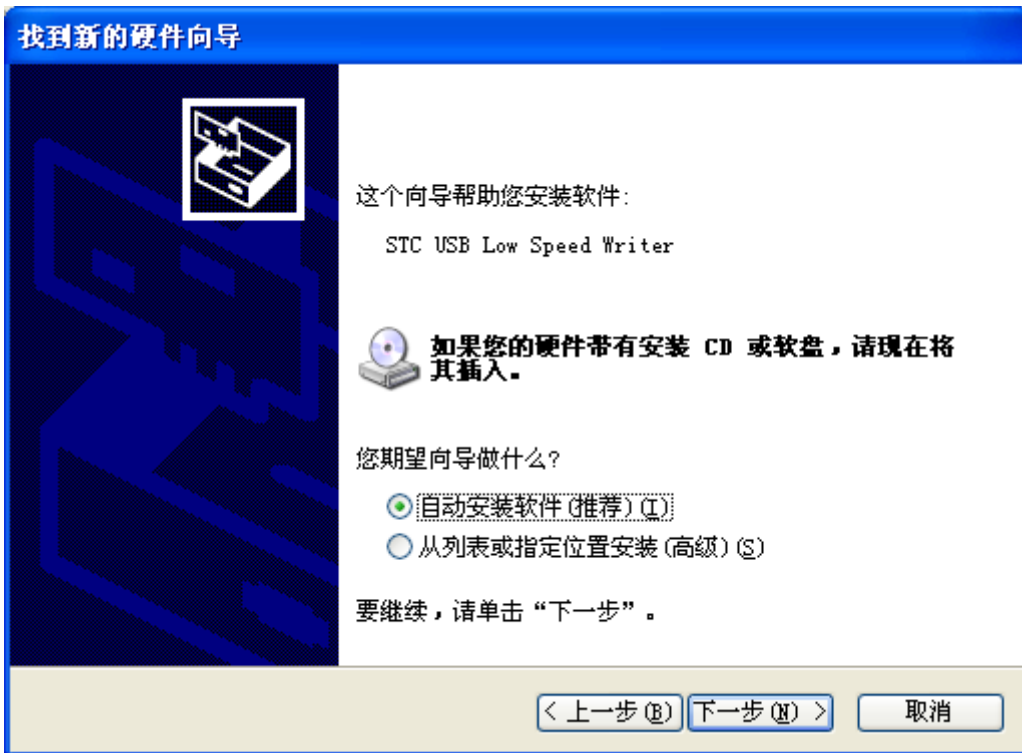 找到新的硬件向导
这个向导帮助您安装软件:
STC USB Low Speed Writer
如果您的硬件带有安装 CD 或软盘，请现在将
其插入。
您期望向导做什么?
自动安装软件(推荐)(I)
从列表或指定位置安装(高级)(S)
要继续，请单击“下一步”。
< 上一步(B) 下一步(N) > 取消